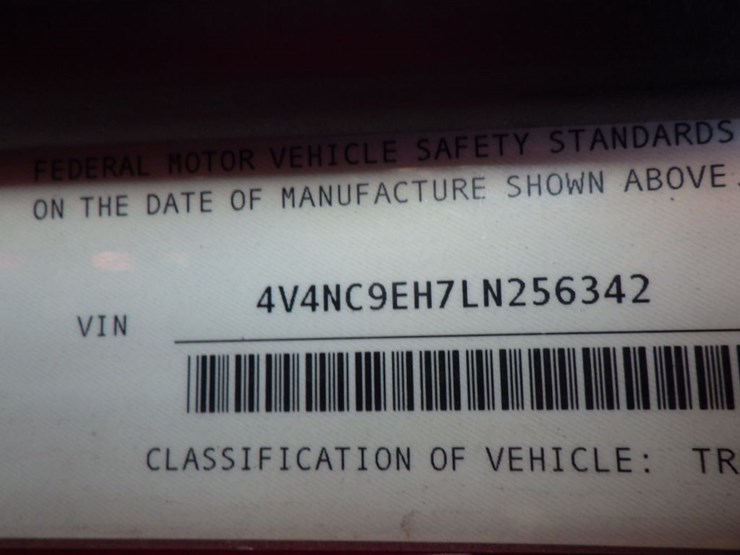 FEDERAL MOTOR VEHICLE SAFETY STANDARDS
ON THE DATE OF MANUFACTURE SHOWN ABOVE.
VIN 4V4NC9EH7LN256342
CLASSIFICATION OF VEHICLE: TR